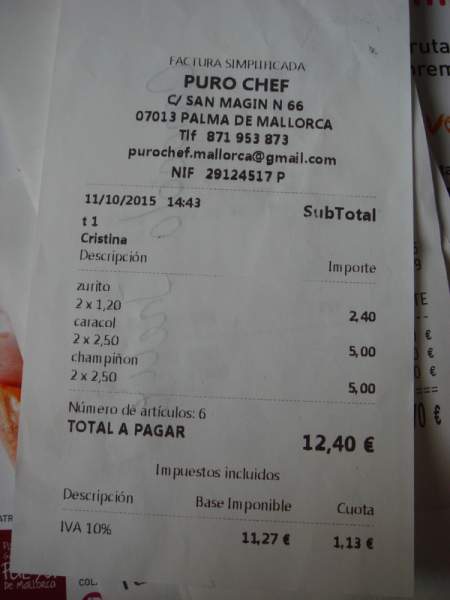 FACTURA SIMPLIFICADA
PURO CHEF
C/ SAN MAGIN N 66
07013 PALMA DE MALLORCA
Tlf 871 953 873
purochef.mallorca@gmail.com
NIF 29124517 P
11/10/2015 14:43 SubTotal
t 1
Cristina
Descripción Importe
zurito
2 x 1,20 2,40
caracol
2 x 2,50 5,00
champiñon
2 x 2,50 5,00
Número de artículos: 6
TOTAL A PAGAR 12,40 €
Impuestos incluidos
Descripción Base Imponible Cuota
IVA 10% 11,27 € 1,13 €
DE MALLORCA
COL.